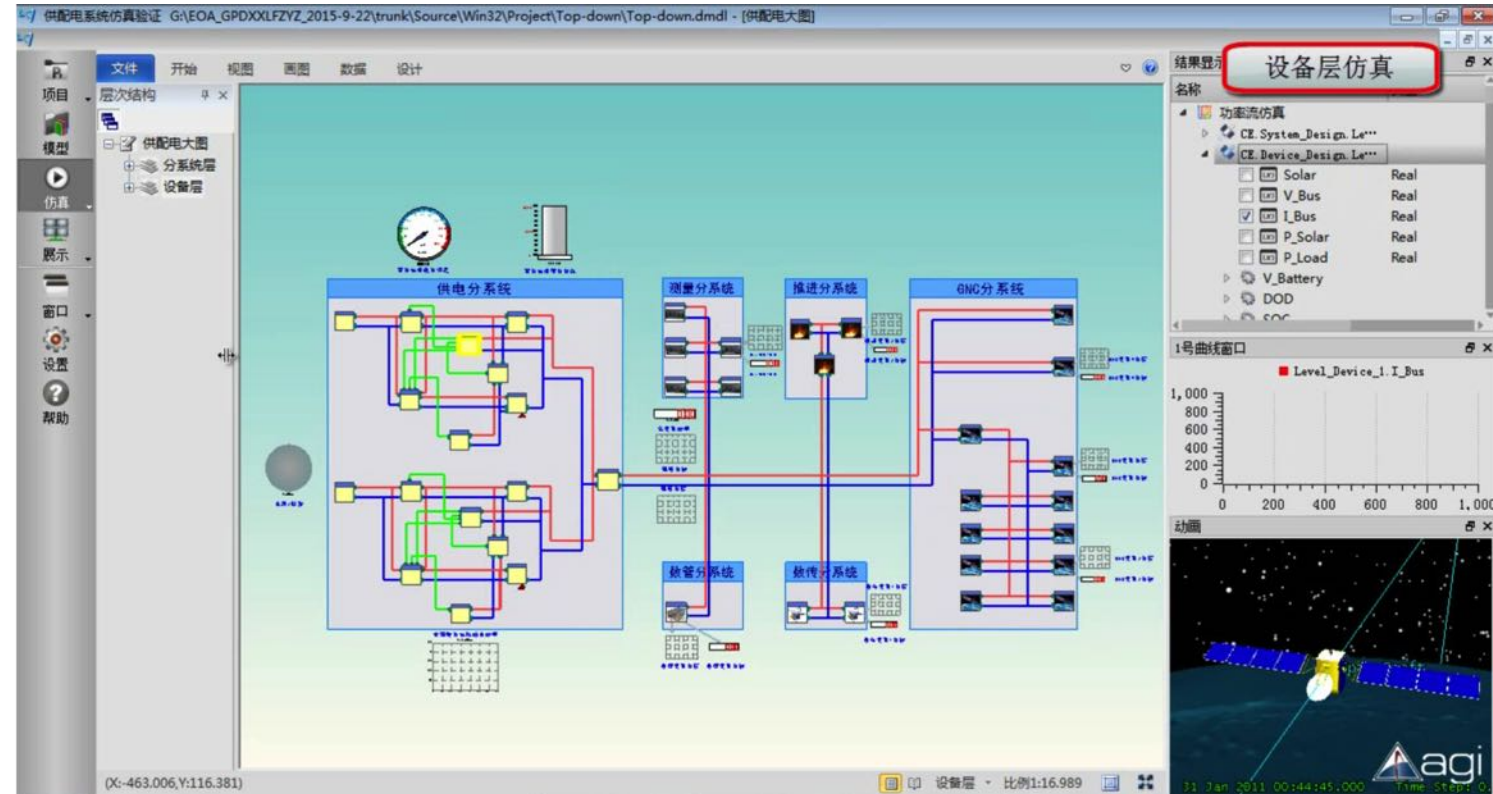 供配电系统仿真验证 G:\EOA_GPDXXLFZYZ_2015-9-22\trunk\Source\Win32\Project\Top-down\Top-down.dmdl - [供配电大图]
文件 开始 视图 画图 数据 设计
项目
模型
仿真
展示
窗口
设置
帮助
层次结构
供配电大图
分系统层
设备层
供电分系统
测量分系统
推进分系统
GNC分系统
数管分系统
数传分系统
(X:-463.006,Y:116.381)
设备层 比例1:16.989
结果显示
设备层仿真
名称
功率流仿真
CE.System_Design.Le···
CE.Device_Design.Le···
Solar Real
V_Bus Real
I_Bus Real
P_Solar Real
P_Load Real
V_Battery
DOD
SOC
1号曲线窗口
Level_Device_1.I_Bus
1,000
800
600
400
200
0
0 200 400 600 800 1,000
动画
agi
31 Jan 2011 00:44:45.000 Time Step: 0.